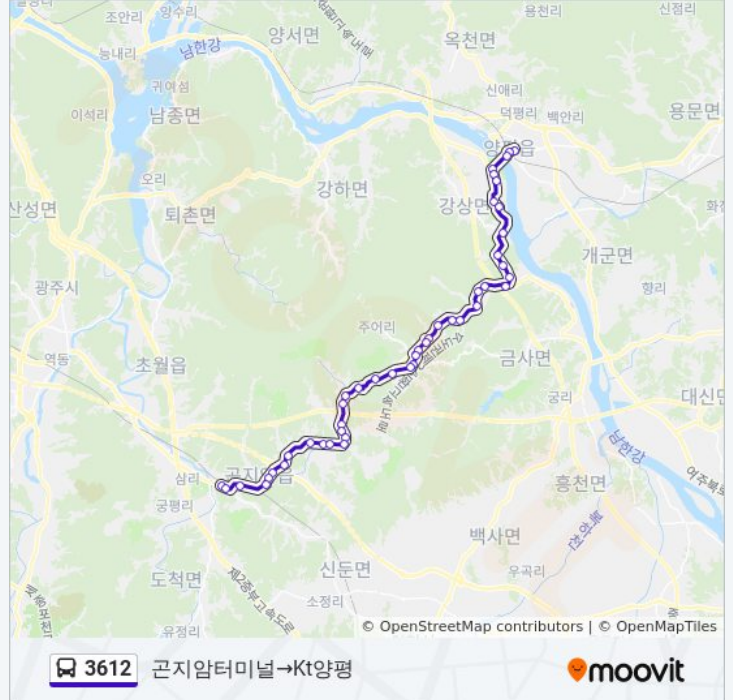 조안리
양수리
양서면
옥천면
용천리
신점리
능내리
남한강
귀여섬
신애리
이석리
남종면
덕평리
백안리
용문면
양평읍
오리
강하면
산성면
퇴촌면
강상면
개군면
광주시
향리
주어리
역동
초월읍
금사면
궁리
대신면
남한강
곤지암읍
삼리
흥천면
궁평리
백사면
복하천
신둔면
우곡리
도척면
제2중부고속도로
소정리
유정리
© OpenStreetMap contributors | © OpenMapTiles
3612 곤지암터미널→Kt양평
moovit